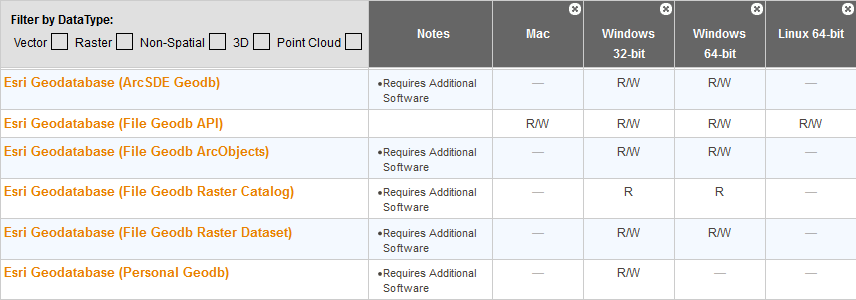 Filter by DataType:
Vector Raster Non-Spatial 3D Point Cloud
Notes
Mac
Windows
32-bit
Windows
64-bit
Linux 64-bit
Esri Geodatabase (ArcSDE Geodb)
•Requires Additional
Software
— R/W R/W —
Esri Geodatabase (File Geodb API)
R/W R/W R/W R/W
Esri Geodatabase (File Geodb ArcObjects)
•Requires Additional
Software
— R/W R/W —
Esri Geodatabase (File Geodb Raster Catalog)
•Requires Additional
Software
— R R —
Esri Geodatabase (File Geodb Raster Dataset)
•Requires Additional
Software
— R/W R/W —
Esri Geodatabase (Personal Geodb)
•Requires Additional
Software
— R/W — —